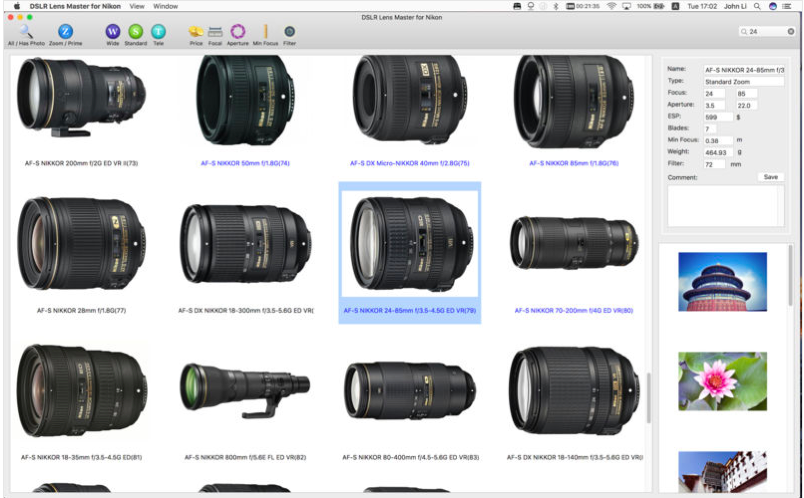 DSLR Lens Master for Nikon View Window 00:21:35 100% Tue 17:02 John Li
DSLR Lens Master for Nikon
All / Has Photo Zoom / Prime Wide Standard Tele Price Focal Aperture Min Focus Filter
W Z S T
24
AF-S NIKKOR 200mm f/2G ED VR II(73)
AF-S NIKKOR 50mm f/1.8G(74)
AF-S DX Micro-NIKKOR 40mm f/2.8G(75)
AF-S NIKKOR 85mm f/1.8G(76)
AF-S NIKKOR 28mm f/1.8G(77)
AF-S DX NIKKOR 18-300mm f/3.5-5.6G ED VR(
AF-S NIKKOR 24-85mm f/3.5-4.5G ED VR(79)
AF-S NIKKOR 70-200mm f/4G ED VR(80)
AF-S NIKKOR 18-35mm f/3.5-4.5G ED(81)
AF-S NIKKOR 800mm f/5.6E FL ED VR(82)
AF-S NIKKOR 80-400mm f/4.5-5.6G ED VR(83)
AF-S DX NIKKOR 18-140mm f/3.5-5.6G ED VR(
Name: AF-S NIKKOR 24-85mm f/3
Type: Standard Zoom
Focus: 24 85
Aperture: 3.5 22.0
ESP: 599 $
Blades: 7
Min Focus: 0.38 m
Weight: 464.93 g
Filter: 72 mm
Comment: Save